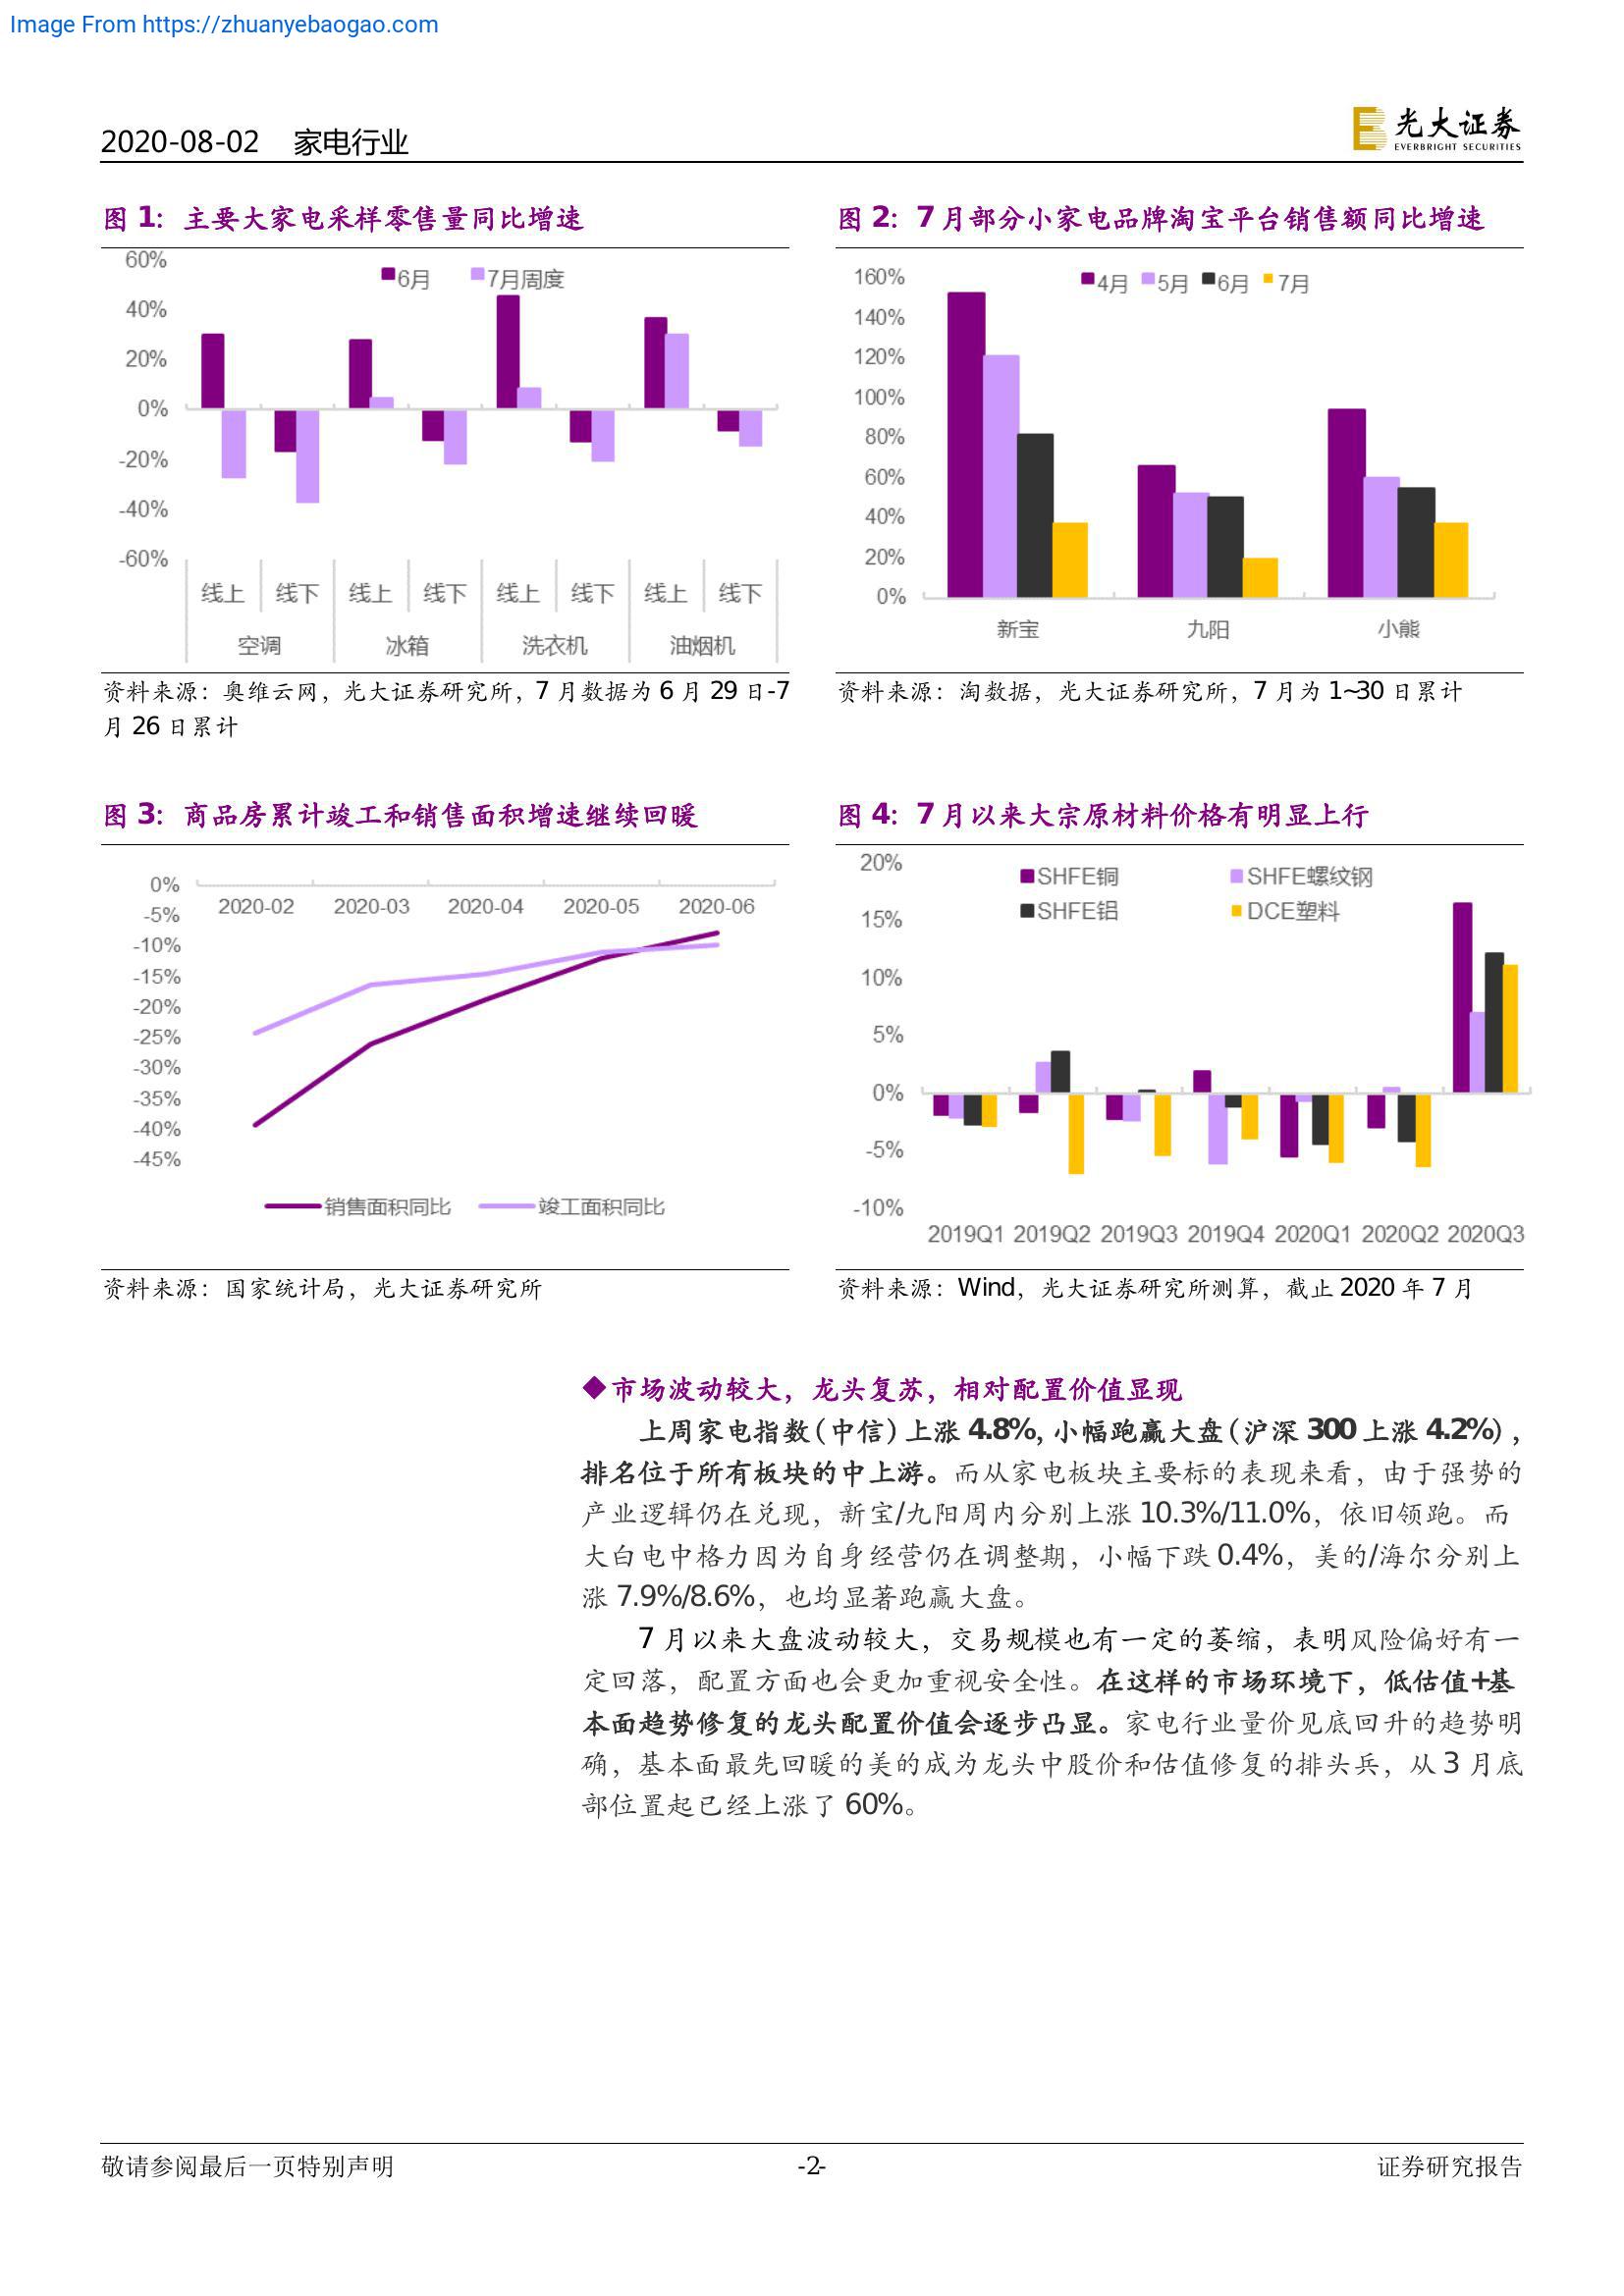 Image From https://zhuanyebaogao.com
2020-08-02 家电行业
光大证券
EVERBRIGHT SECURITIES
图 1：主要大家电采样零售量同比增速
60%
40%
20%
0%
-20%
-40%
-60%
6月 7月周度
线上 线下 线上 线下 线上 线下 线上 线下
空调 冰箱 洗衣机 油烟机
资料来源：奥维云网，光大证券研究所，7 月数据为 6 月 29 日-7
月 26 日累计
图 2：7 月部分小家电品牌淘宝平台销售额同比增速
160%
140%
120%
100%
80%
60%
40%
20%
0%
4月 5月 6月 7月
新宝 九阳 小熊
资料来源：淘数据，光大证券研究所，7 月为 1~30 日累计
图 3：商品房累计竣工和销售面积增速继续回暖
0%
-5%
-10%
-15%
-20%
-25%
-30%
-35%
-40%
-45%
2020-02 2020-03 2020-04 2020-05 2020-06
销售面积同比 竣工面积同比
资料来源：国家统计局，光大证券研究所
图 4：7 月以来大宗原材料价格有明显上行
20%
15%
10%
5%
0%
-5%
-10%
SHFE铜 SHFE螺纹钢
SHFE铝 DCE塑料
2019Q1 2019Q2 2019Q3 2019Q4 2020Q1 2020Q2 2020Q3
资料来源：Wind，光大证券研究所测算，截止 2020 年 7 月
◆市场波动较大，龙头复苏，相对配置价值显现
上周家电指数（中信）上涨 4.8%, 小幅跑赢大盘（沪深 300 上涨 4.2%），
排名位于所有板块的中上游。而从家电板块主要标的表现来看，由于强势的
产业逻辑仍在兑现，新宝/九阳周内分别上涨 10.3%/11.0%，依旧领跑。而
大白电中格力因为自身经营仍在调整期，小幅下跌 0.4%，美的/海尔分别上
涨 7.9%/8.6%，也均显著跑赢大盘。
7 月以来大盘波动较大，交易规模也有一定的萎缩，表明风险偏好有一
定回落，配置方面也会更加重视安全性。在这样的市场环境下，低估值+基
本面趋势修复的龙头配置价值会逐步凸显。家电行业量价见底回升的趋势明
确，基本面最先回暖的美的成为龙头中股价和估值修复的排头兵，从 3 月底
部位置起已经上涨了 60%。
敬请参阅最后一页特别声明 -2- 证券研究报告